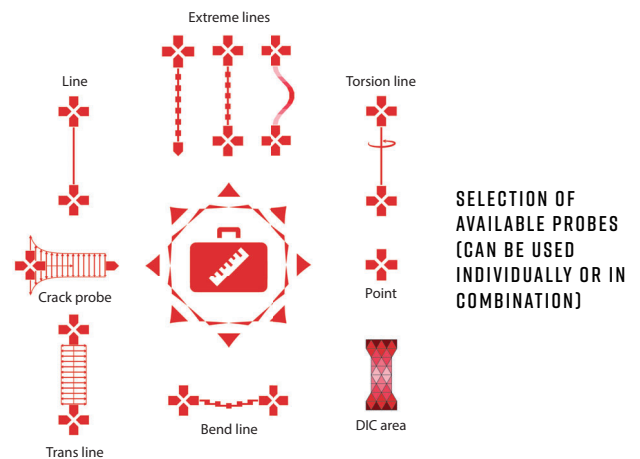 Extreme lines
Line
Torsion line
SELECTION OF
AVAILABLE PROBES
(CAN BE USED
INDIVIDUALLY OR IN
COMBINATION)
Crack probe
Point
Bend line
DIC area
Trans line